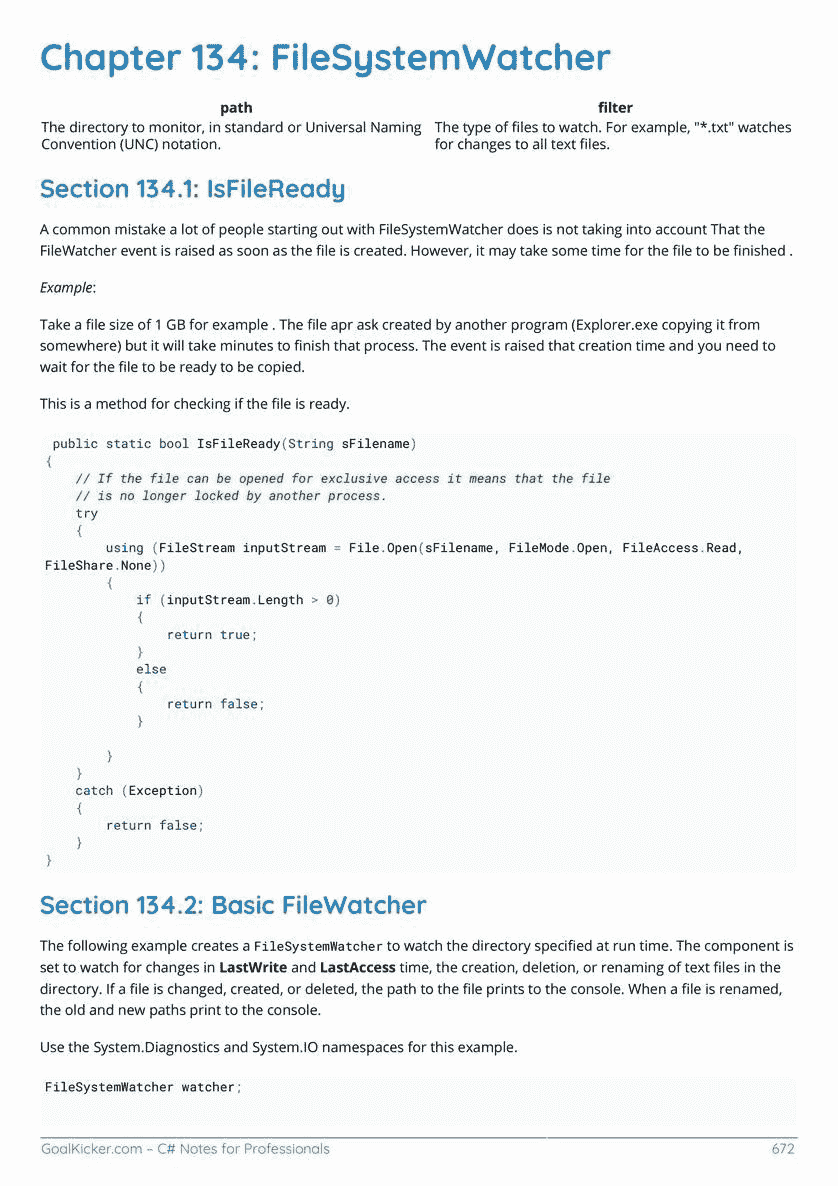 Chapter 134: FileSystemWatcher
path filter
The directory to monitor, in standard or Universal Naming The type of files to watch. For example, "*.txt" watches
Convention (UNC) notation. for changes to all text files.
Section 134.1: IsFileReady
A common mistake a lot of people starting out with FileSystemWatcher does is not taking into account That the
FileWatcher event is raised as soon as the file is created. However, it may take some time for the file to be finished .
Example:
Take a file size of 1 GB for example . The file apr ask created by another program (Explorer.exe copying it from
somewhere) but it will take minutes to finish that process. The event is raised that creation time and you need to
wait for the file to be ready to be copied.
This is a method for checking if the file is ready.
public static bool IsFileReady(String sFilename)
{
// If the file can be opened for exclusive access it means that the file
// is no longer locked by another process.
try
{
using (FileStream inputStream = File.Open(sFilename, FileMode.Open, FileAccess.Read,
FileShare.None))
{
if (inputStream.Length > 0)
{
return true;
}
else
{
return false;
}
}
}
catch (Exception)
{
return false;
}
}
Section 134.2: Basic FileWatcher
The following example creates a FileSystemWatcher to watch the directory specified at run time. The component is
set to watch for changes in LastWrite and LastAccess time, the creation, deletion, or renaming of text files in the
directory. If a file is changed, created, or deleted, the path to the file prints to the console. When a file is renamed,
the old and new paths print to the console.
Use the System.Diagnostics and System.IO namespaces for this example.
FileSystemWatcher watcher;
GoalKicker.com – C# Notes for Professionals 672